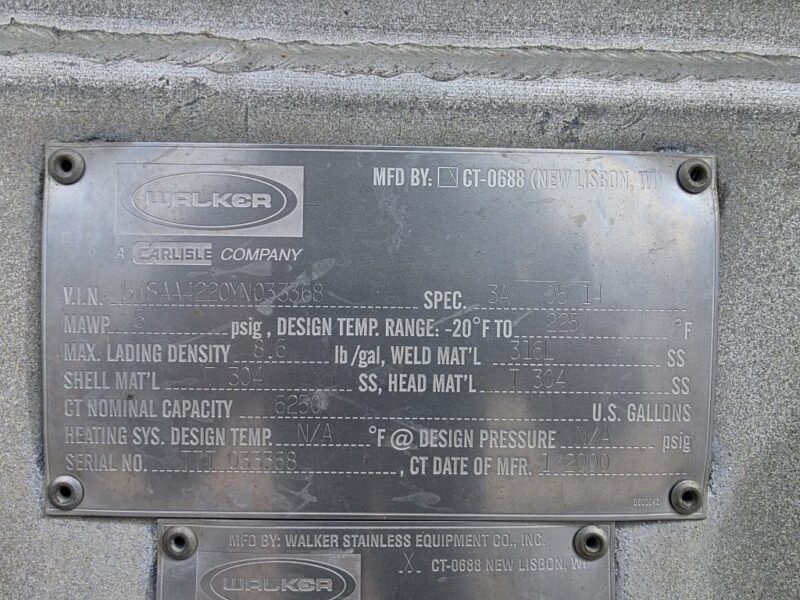 WALKER
MFD BY: CT-0688 (NEW LISBON, WI)
A CARLISLE COMPANY
V.I.N. SPEC. 3A 05 14
MAWP 3 psig, DESIGN TEMP. RANGE: -20°F TO 225 °F
MAX. LADING DENSITY 8.6 lb/gal, WELD MAT'L 316L SS
SHELL MAT'L T 304 SS, HEAD MAT'L T 304 SS
CT NOMINAL CAPACITY 6250 U.S. GALLONS
HEATING SYS. DESIGN TEMP. N/A °F @ DESIGN PRESSURE N/A psig
SERIAL NO. TTT 033368, CT DATE OF MFR. 1/2000
MFD BY: WALKER STAINLESS EQUIPMENT CO., INC.
WALKER
X CT-0688 NEW LISBON, WI